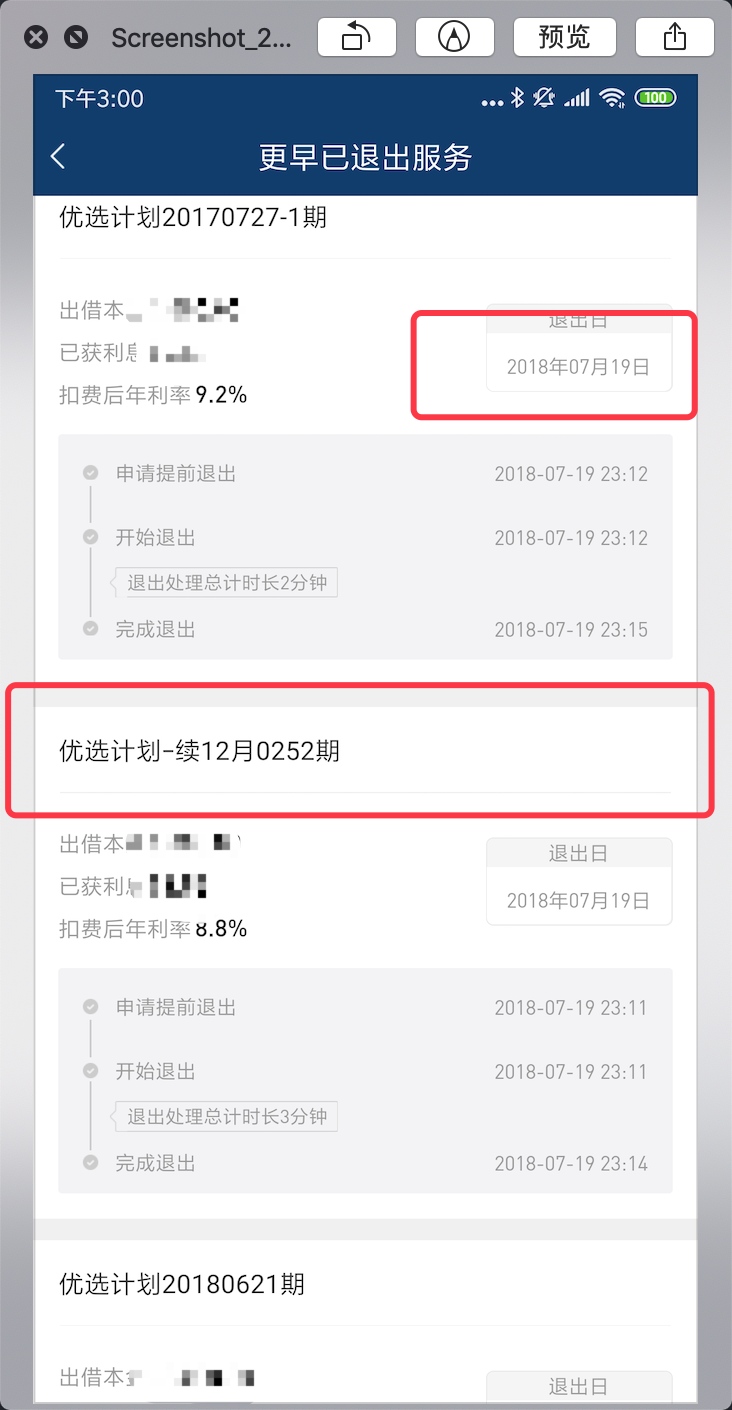 Screenshot_2...
预览
下午3:00
100
更早已退出服务
优选计划20170727-1期
出借本
已获利息
扣费后年利率 9.2%
退出日
2018年07月19日
申请提前退出 2018-07-19 23:12
开始退出 2018-07-19 23:12
退出处理总计时长2分钟
完成退出 2018-07-19 23:15
优选计划-续12月0252期
出借本
已获利
扣费后年利率 8.8%
退出日
2018年07月19日
申请提前退出 2018-07-19 23:11
开始退出 2018-07-19 23:11
退出处理总计时长3分钟
完成退出 2018-07-19 23:14
优选计划20180621期
出借本
退出日